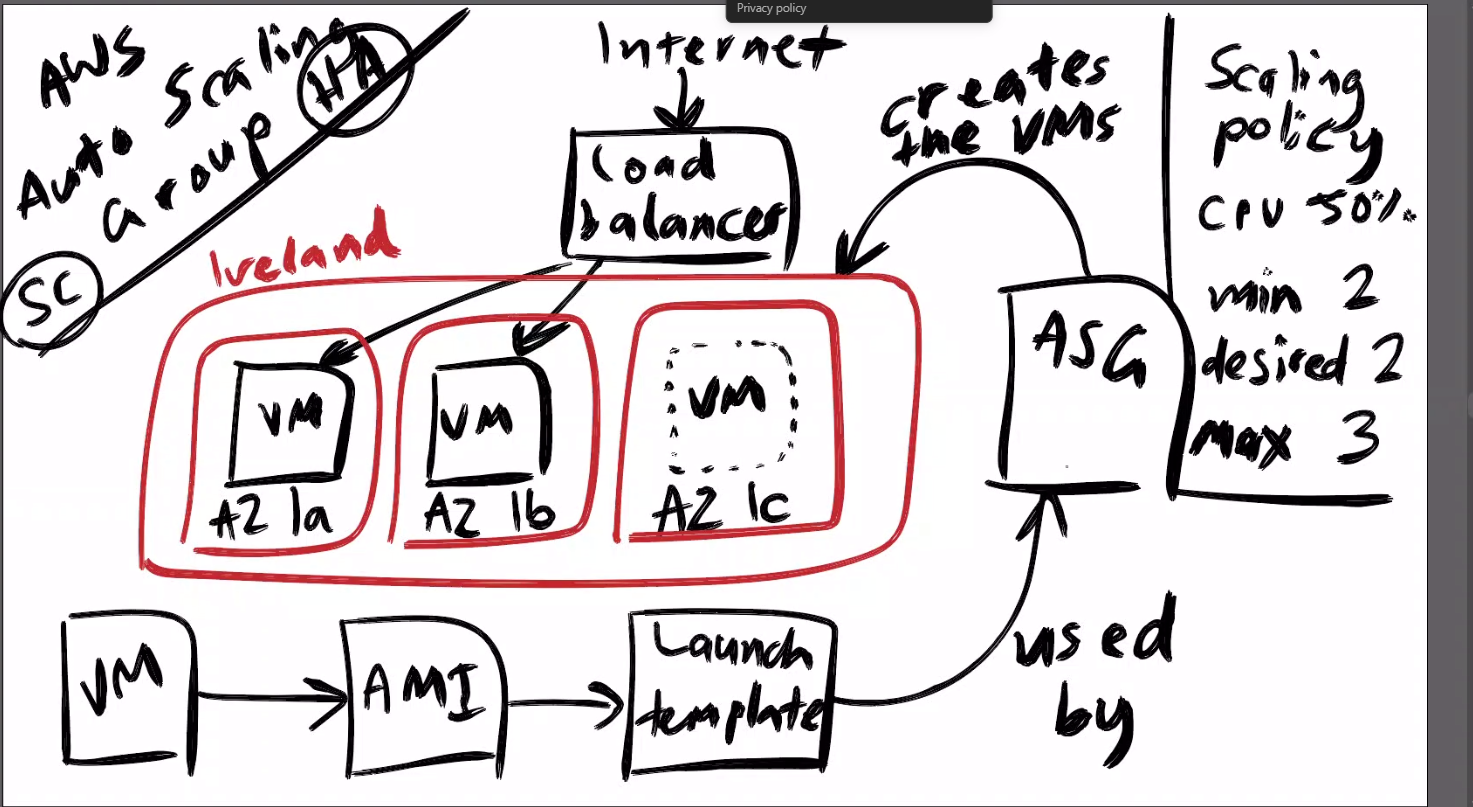 Privacy policy
AWS
Auto Scaling
Group
HA
SC
Internet
Load
balancer
creates
the VMs
Scaling
policy
CPU 50%
min 2
desired 2
max 3
ASG
Ireland
VM
AZ 1a
VM
AZ 1b
VM
AZ 1c
VM
AMI
Launch
template
used
by